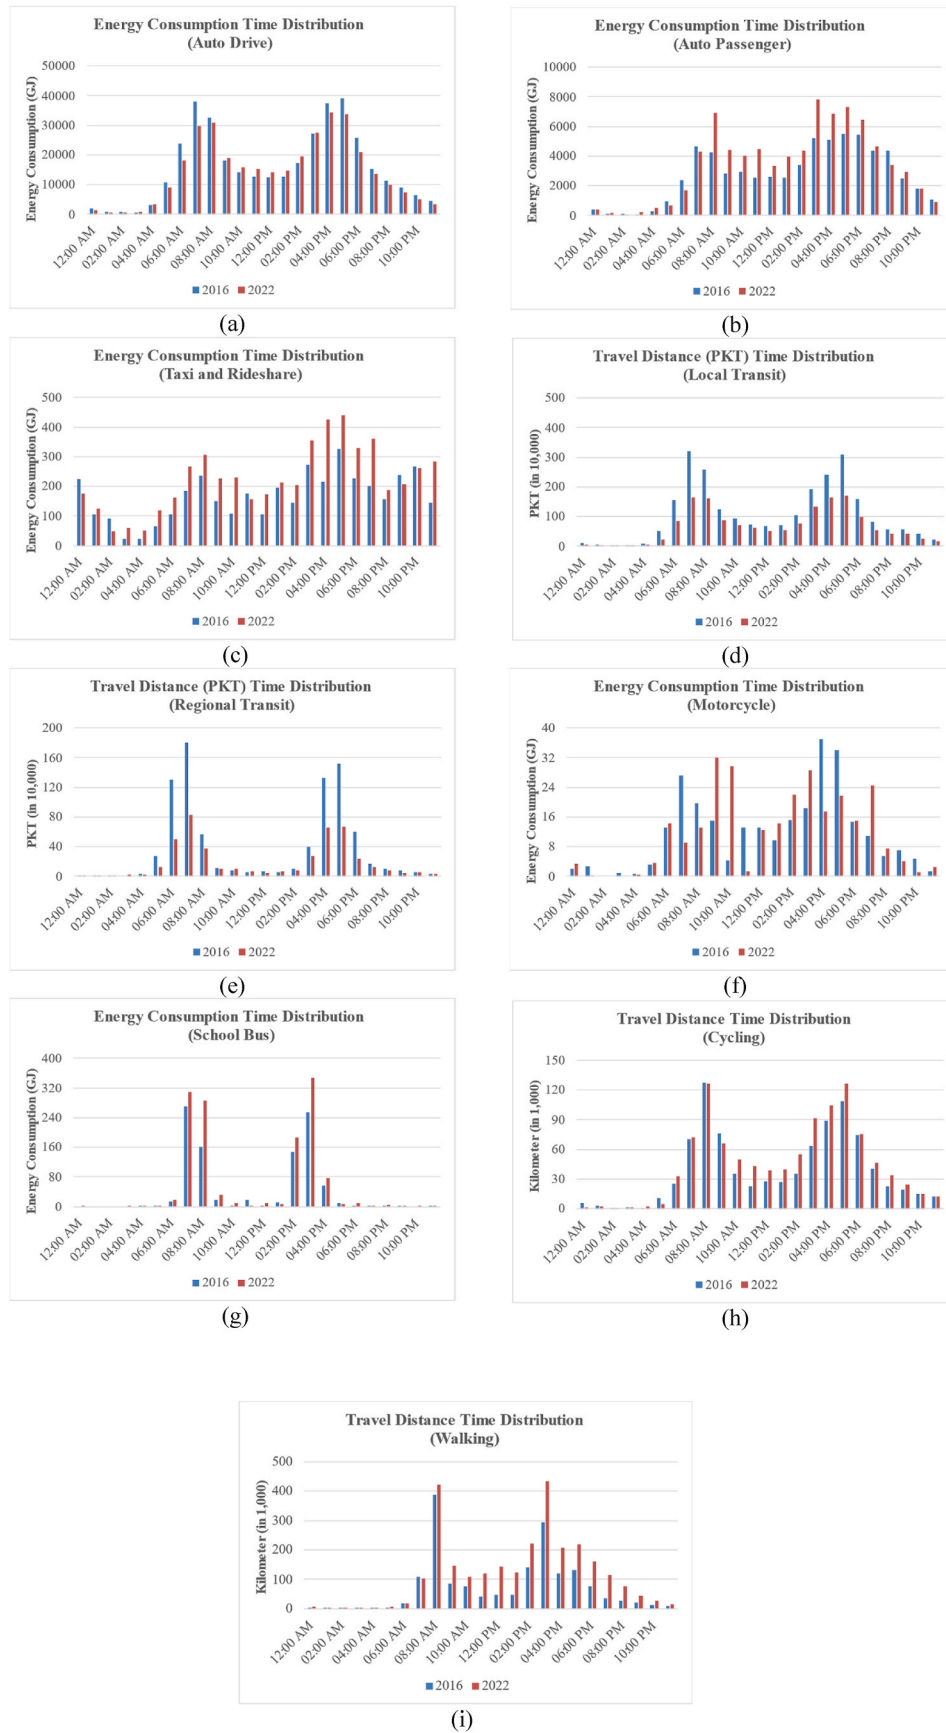 Energy Consumption Time Distribution
(Auto Drive)
Energy Consumption (GJ)
50000
40000
30000
20000
10000
0
12:00 AM
02:00 AM
04:00 AM
06:00 AM
08:00 AM
10:00 AM
12:00 PM
02:00 PM
04:00 PM
06:00 PM
08:00 PM
10:00 PM
2016 2022
(a)
Energy Consumption Time Distribution
(Auto Passenger)
Energy Consumption (GJ)
10000
8000
6000
4000
2000
0
12:00 AM
02:00 AM
04:00 AM
06:00 AM
08:00 AM
10:00 AM
12:00 PM
02:00 PM
04:00 PM
06:00 PM
08:00 PM
10:00 PM
2016 2022
(b)
Energy Consumption Time Distribution
(Taxi and Rideshare)
Energy Consumption (GJ)
500
400
300
200
100
0
12:00 AM
02:00 AM
04:00 AM
06:00 AM
08:00 AM
10:00 AM
12:00 PM
02:00 PM
04:00 PM
06:00 PM
08:00 PM
10:00 PM
2016 2022
(c)
Travel Distance (PKT) Time Distribution
(Local Transit)
PKT (in 10,000)
500
400
300
200
100
0
12:00 AM
02:00 AM
04:00 AM
06:00 AM
08:00 AM
10:00 AM
12:00 PM
02:00 PM
04:00 PM
06:00 PM
08:00 PM
10:00 PM
2016 2022
(d)
Travel Distance (PKT) Time Distribution
(Regional Transit)
PKT (in 10,000)
200
160
120
80
40
0
12:00 AM
02:00 AM
04:00 AM
06:00 AM
08:00 AM
10:00 AM
12:00 PM
02:00 PM
04:00 PM
06:00 PM
08:00 PM
10:00 PM
2016 2022
(e)
Energy Consumption Time Distribution
(Motorcycle)
Energy Consumption (GJ)
40
32
24
16
8
0
12:00 AM
02:00 AM
04:00 AM
06:00 AM
08:00 AM
10:00 AM
12:00 PM
02:00 PM
04:00 PM
06:00 PM
08:00 PM
10:00 PM
2016 2022
(f)
Energy Consumption Time Distribution
(School Bus)
Energy Consumption (GJ)
400
320
240
160
80
0
12:00 AM
02:00 AM
04:00 AM
06:00 AM
08:00 AM
10:00 AM
12:00 PM
02:00 PM
04:00 PM
06:00 PM
08:00 PM
10:00 PM
2016 2022
(g)
Travel Distance Time Distribution
(Cycling)
Kilometer (in 1,000)
150
120
90
60
30
0
12:00 AM
02:00 AM
04:00 AM
06:00 AM
08:00 AM
10:00 AM
12:00 PM
02:00 PM
04:00 PM
06:00 PM
08:00 PM
10:00 PM
2016 2022
(h)
Travel Distance Time Distribution
(Walking)
Kilometer (in 1,000)
500
400
300
200
100
0
12:00 AM
02:00 AM
04:00 AM
06:00 AM
08:00 AM
10:00 AM
12:00 PM
02:00 PM
04:00 PM
06:00 PM
08:00 PM
10:00 PM
2016 2022
(i)